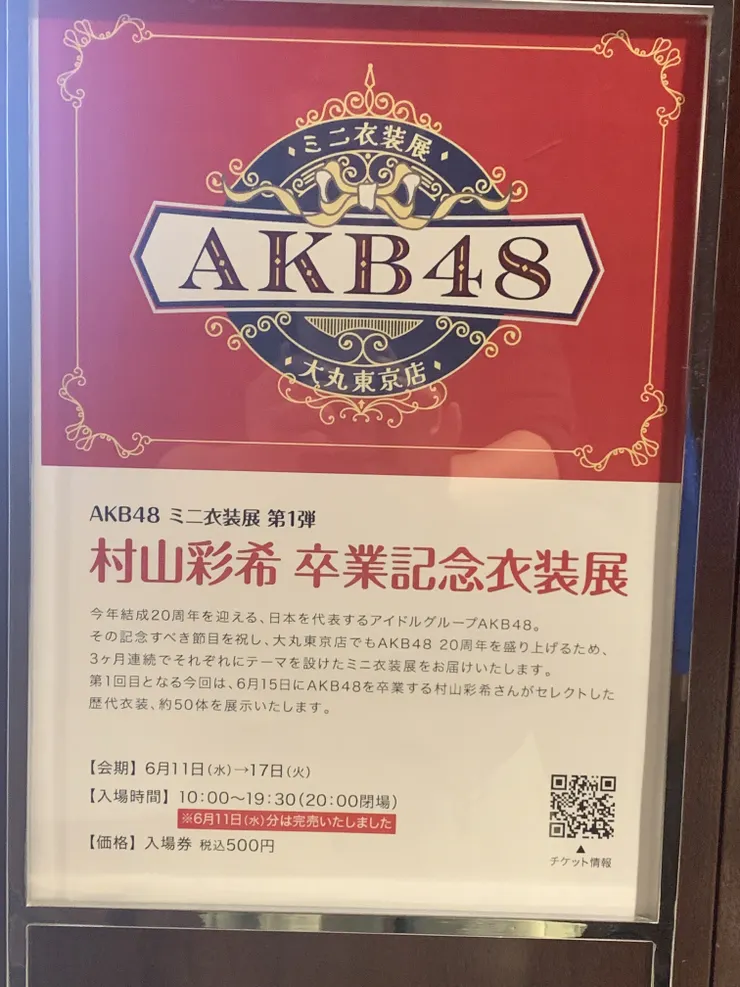 ミニ衣装展
AKB48
大丸東京店
AKB48 ミニ衣装展 第1弾
村山彩希 卒業記念衣装展
今年結成20周年を迎える、日本を代表するアイドルグループAKB48。
その記念すべき節目を祝し、大丸東京店でもAKB48 20周年を盛り上げるため、
3ヶ月連続でそれぞれにテーマを設けたミニ衣装展をお届けいたします。
第1回目となる今回は、6月15日にAKB48を卒業する村山彩希さんがセレクトした
歴代衣装、約50体を展示いたします。
【会期】6月11日(水)→17日(火)
【入場時間】10:00〜19:30(20:00閉場)
※6月11日(水)分は完売いたしました
【価格】入場券 税込500円
▲
チケット情報